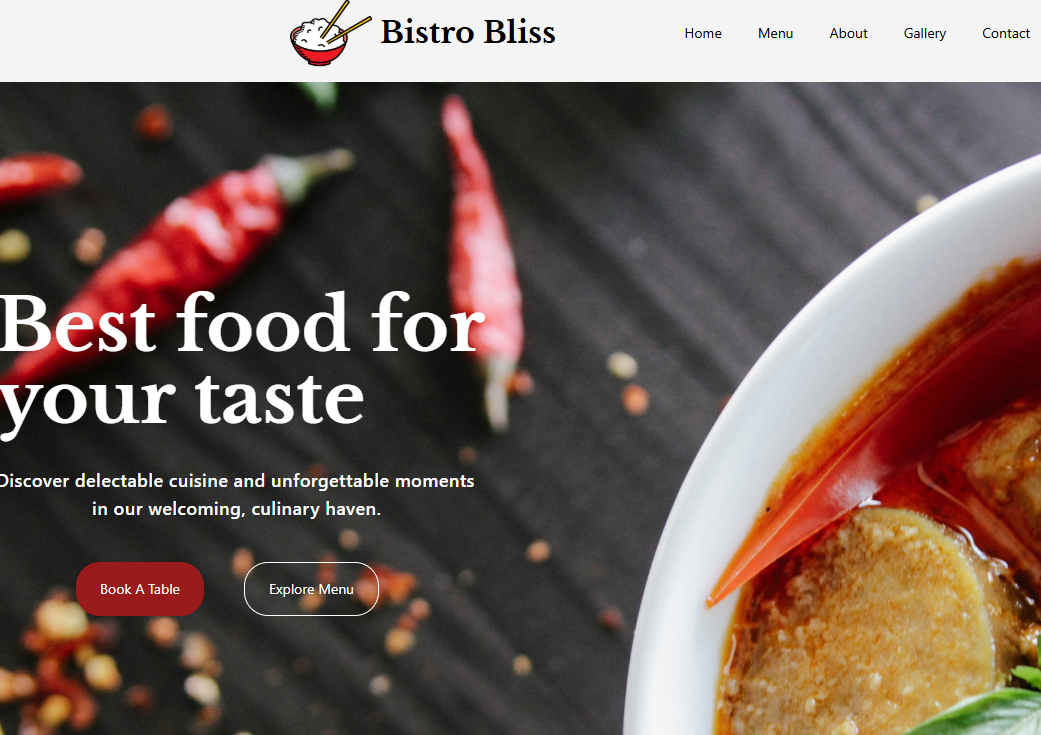 Bistro Bliss
Home Menu About Gallery Contact
Best food for
your taste
Discover delectable cuisine and unforgettable moments
in our welcoming, culinary haven.
Book A Table Explore Menu